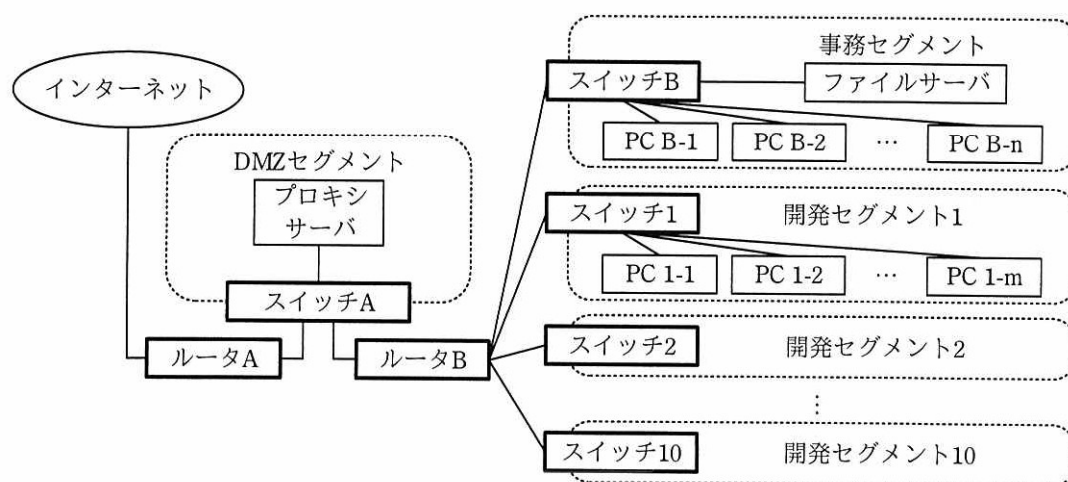 インターネット
DMZセグメント
プロキシ
サーバ
スイッチA
ルータA
ルータB
事務セグメント
スイッチB
ファイルサーバ
PC B-1
PC B-2
…
PC B-n
スイッチ1
開発セグメント1
PC 1-1
PC 1-2
…
PC 1-m
スイッチ2
開発セグメント2
⋮
スイッチ10
開発セグメント10